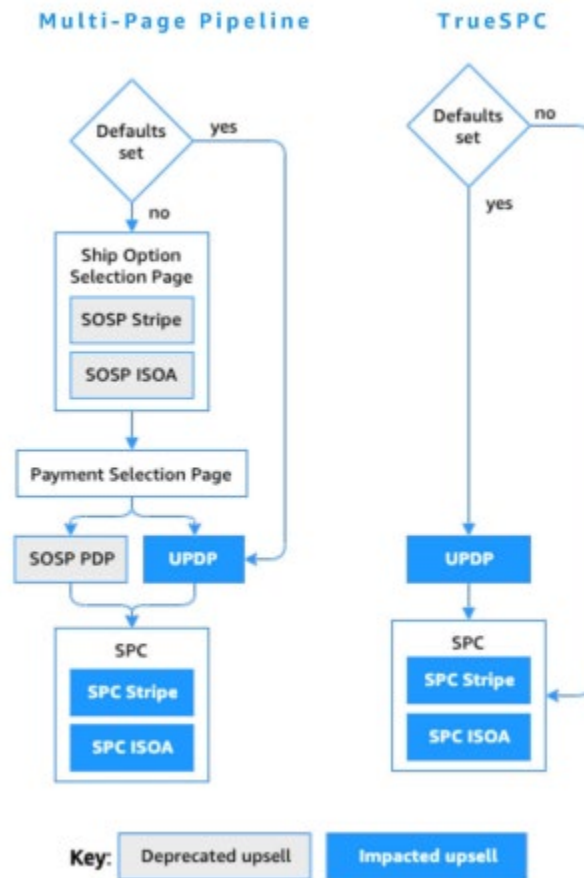 Multi-Page Pipeline
Defaults
set
yes
no
Ship Option
Selection Page
SOSP Stripe
SOSP ISOA
Payment Selection Page
SOSP PDP
UPDP
SPC
SPC Stripe
SPC ISOA
TrueSPC
Defaults
set
no
yes
UPDP
SPC
SPC Stripe
SPC ISOA
Key:
Deprecated upsell
Impacted upsell